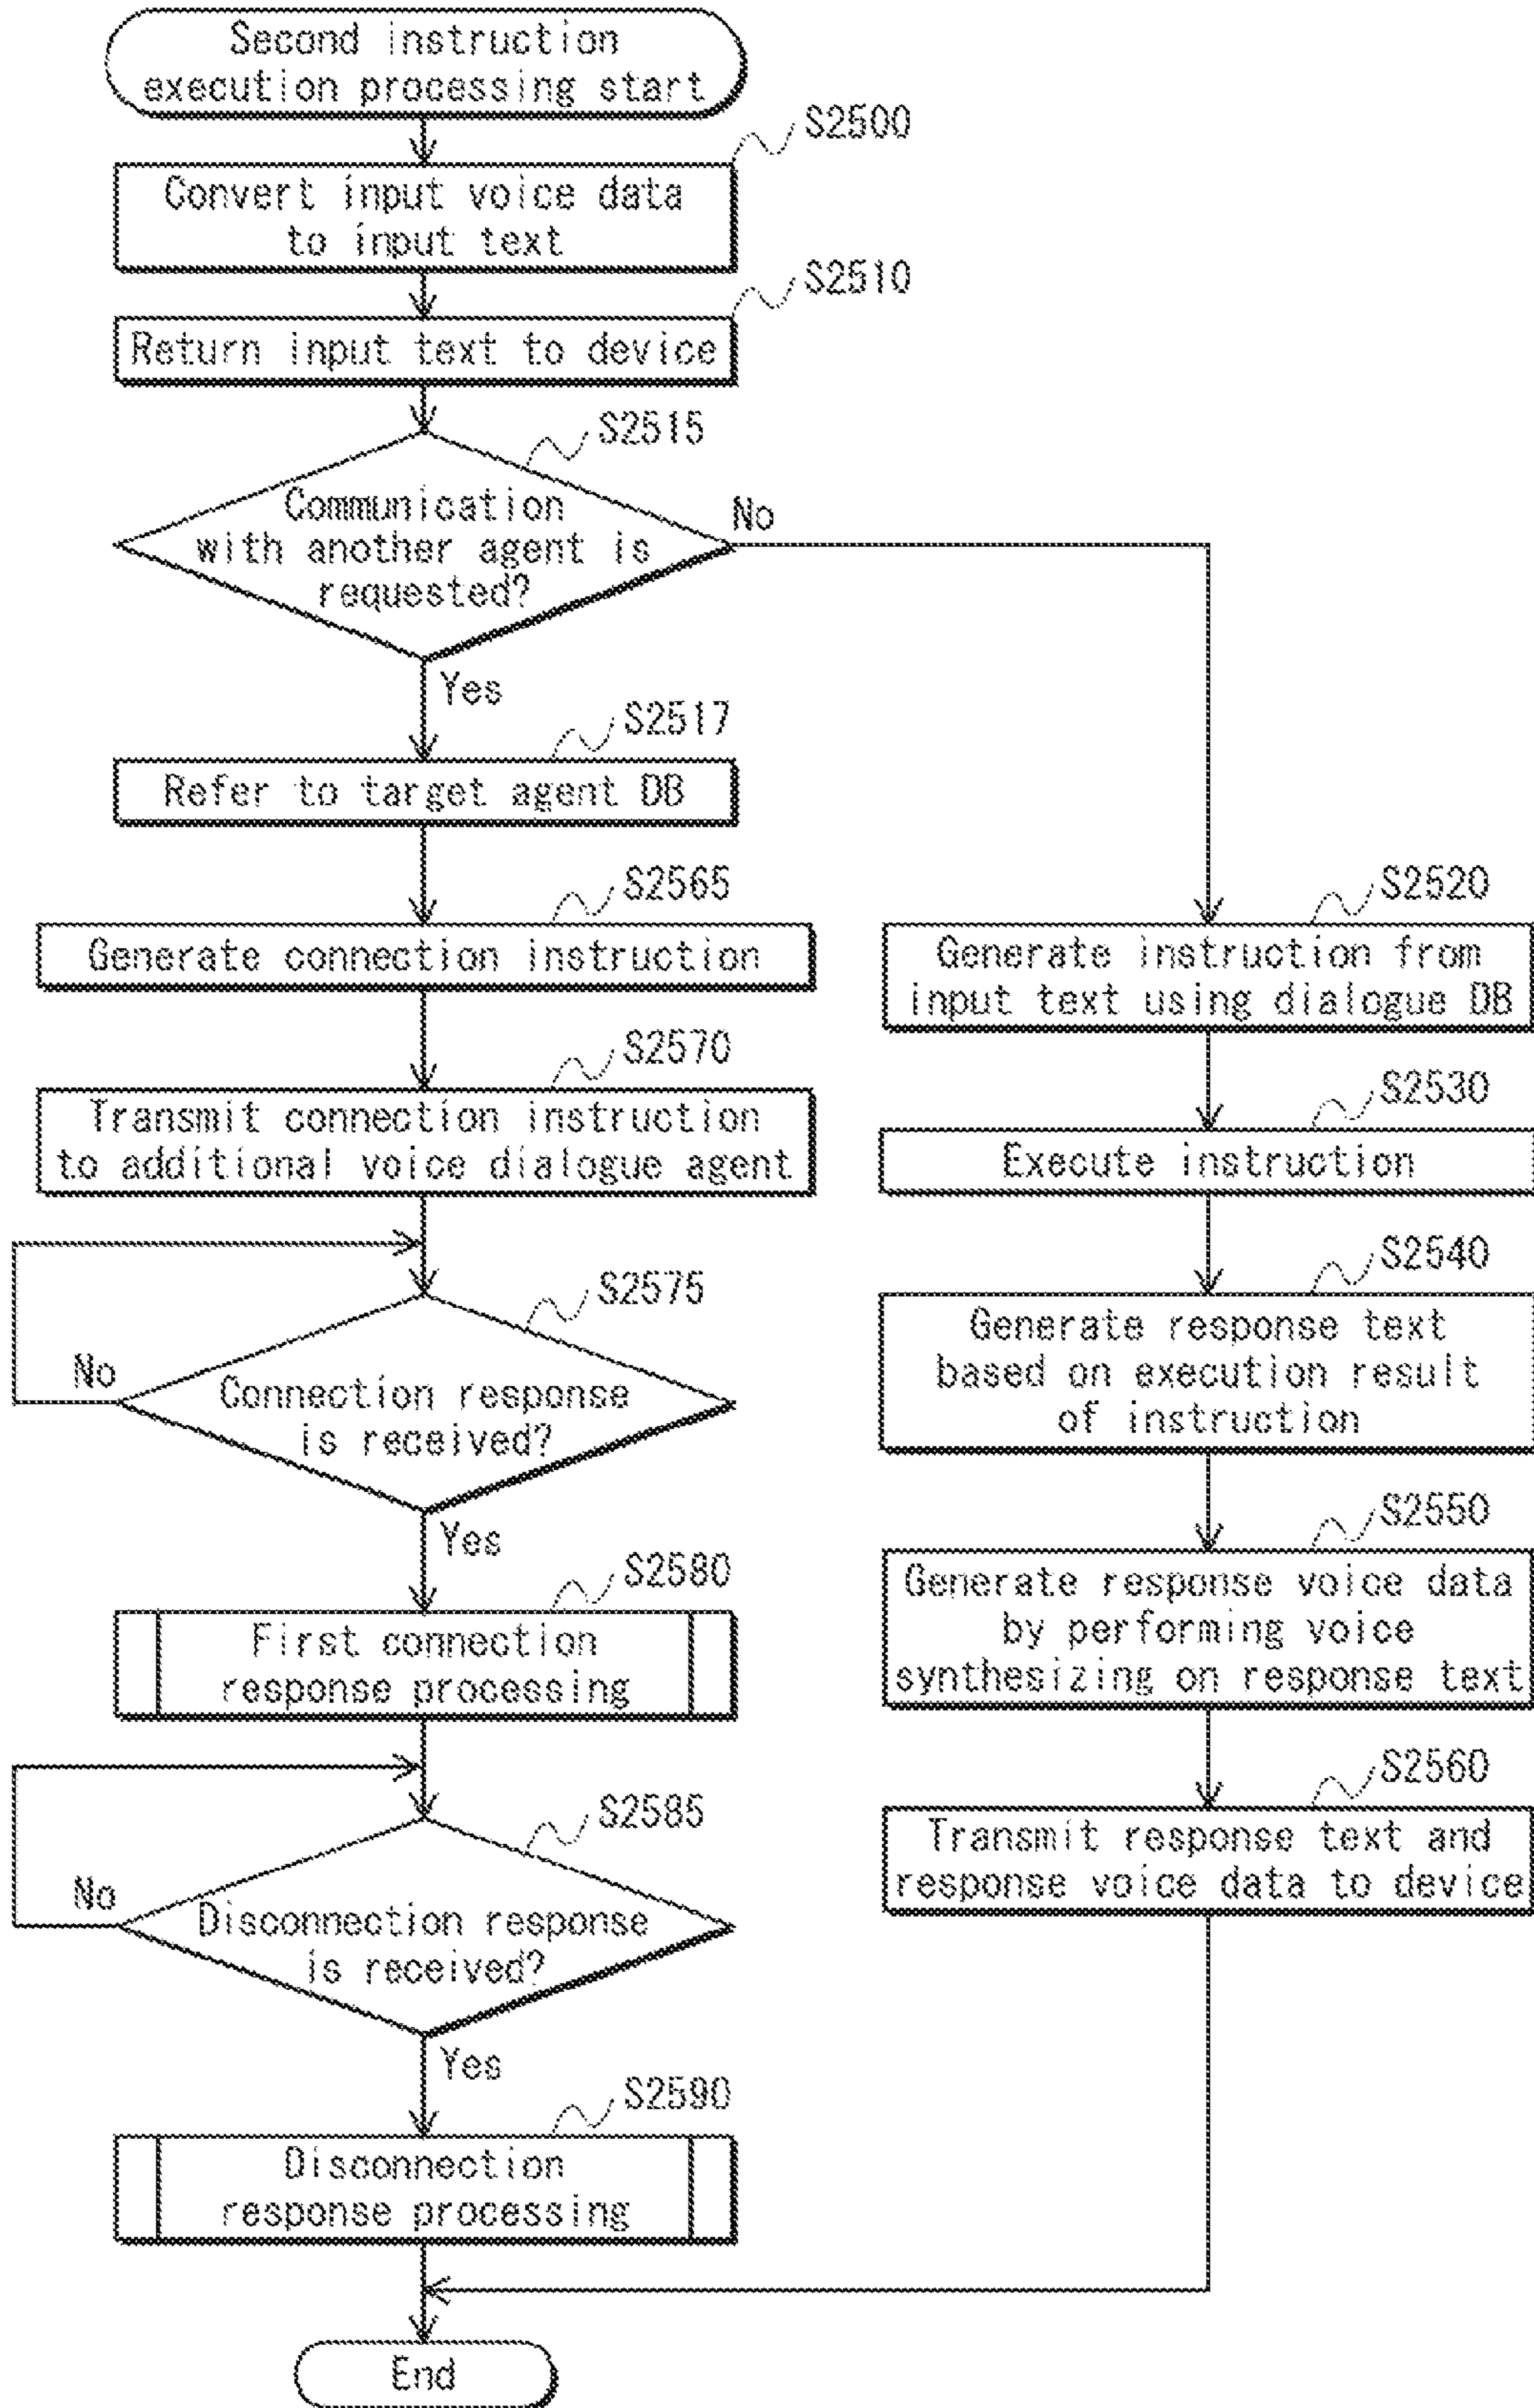 Second instruction
execution processing start
S2500
Convert input voice data
to input text
S2510
Return input text to device
S2515
Communication
with another agent is
requested?
No
Yes
S2517
Refer to target agent DB
S2565
Generate connection instruction
S2570
Transmit connection instruction
to additional voice dialogue agent
S2575
No
Connection response
is received?
Yes
S2580
First connection
response processing
S2585
No
Disconnection response
is received?
Yes
S2590
Disconnection
response processing
S2520
Generate instruction from
input text using dialogue DB
S2530
Execute instruction
S2540
Generate response text
based on execution result
of instruction
S2550
Generate response voice data
by performing voice
synthesizing on response text
S2560
Transmit response text and
response voice data to device
End